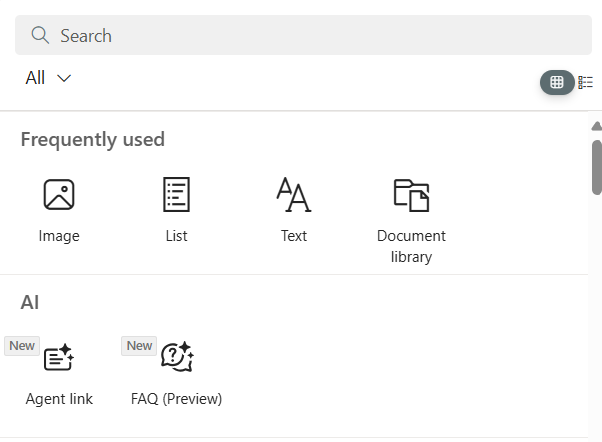 Search
All
Frequently used
Image
List
Text
Document
library
AI
New
New
Agent link
FAQ (Preview)